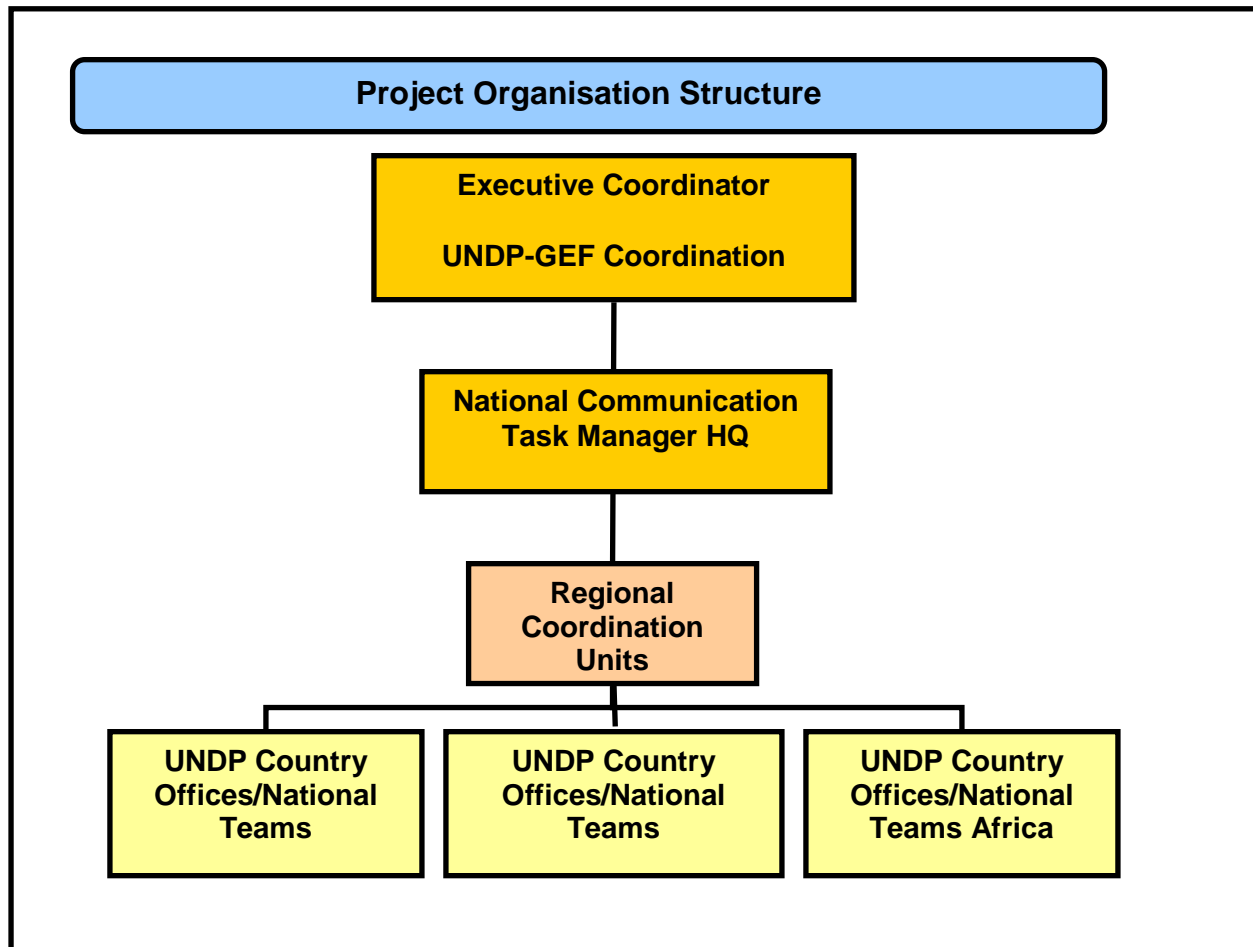 Project Organisation Structure
Executive Coordinator
UNDP-GEF Coordination
National Communication
Task Manager HQ
Regional
Coordination
Units
UNDP Country
Offices/National
Teams
UNDP Country
Offices/National
Teams
UNDP Country
Offices/National
Teams Africa